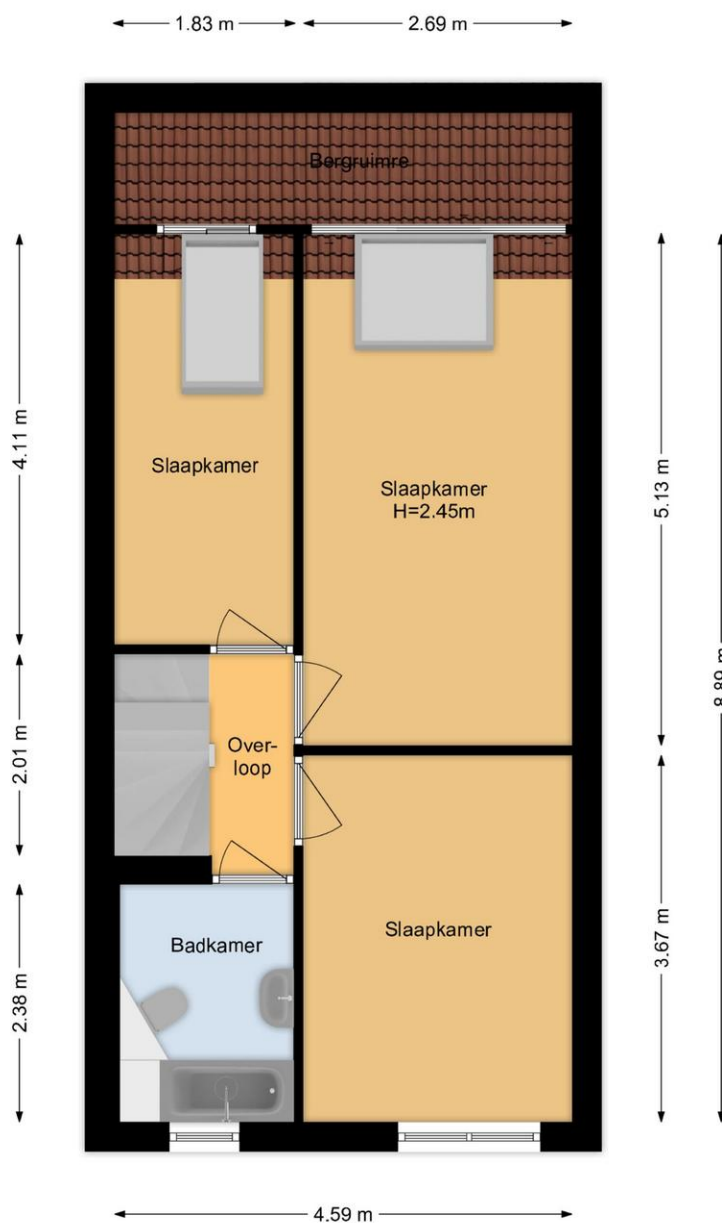 1.83 m
2.69 m
Bergruimre
4.11 m
Slaapkamer
Slaapkamer
H=2.45m
5.13 m
8.89 m
2.01 m
Over-
loop
Badkamer
Slaapkamer
2.38 m
3.67 m
4.59 m